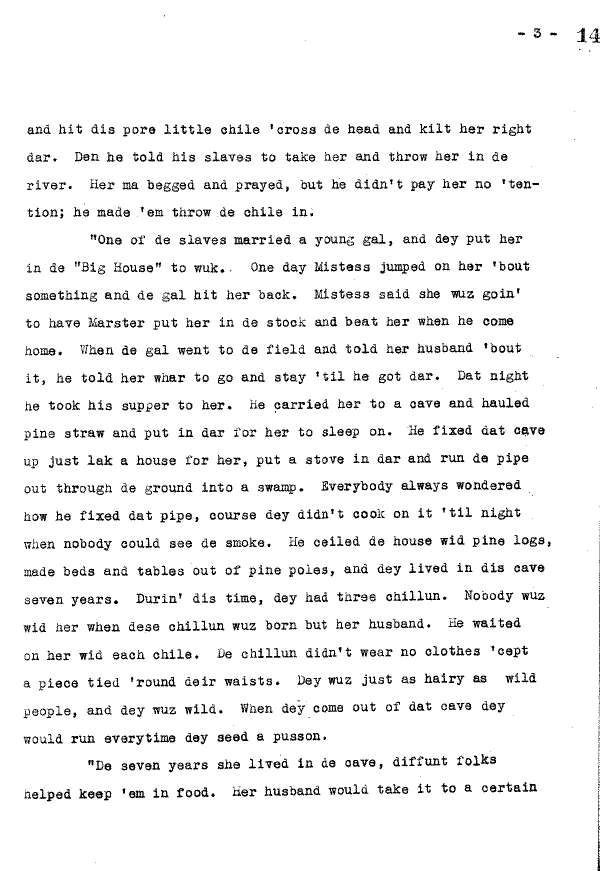 - 3 - 14
and hit dis pore little chile 'cross de head and kilt her right
dar. Den he told his slaves to take her and throw her in de
river. Her ma begged and prayed, but he didn't pay her no 'ten-
tion; he made 'em throw de chile in.
"One of de slaves married a young gal, and dey put her
in de "Big House" to wuk.. One day Mistess jumped on her 'bout
something and de gal hit her back. Mistess said she wuz goin'
to have Marster put her in de stock and beat her when he come
home. When de gal went to de field and told her husband 'bout
it, he told her whar to go and stay 'til he got dar. Dat night
he took his supper to her. He carried her to a cave and hauled
pine straw and put in dar for her to sleep on. He fixed dat cave
up just lak a house for her, put a stove in dar and run de pipe
out through de ground into a swamp. Everybody always wondered
how he fixed dat pipe, course dey didn't cook on it 'til night
when nobody could see de smoke. He ceiled de house wid pine logs,
made beds and tables out of pine poles, and dey lived in dis cave
seven years. Durin' dis time, dey had three chillun. Nobody wuz
wid her when dese chillun wuz born but her husband. He waited
on her wid each chile. De chillun didn't wear no clothes 'cept
a piece tied 'round deir waists. Dey wuz just as hairy as wild
people, and dey wuz wild. When dey come out of dat cave dey
would run everytime dey seed a pusson.
"De seven years she lived in de cave, diffunt folks
helped keep 'em in food. Her husband would take it to a certain